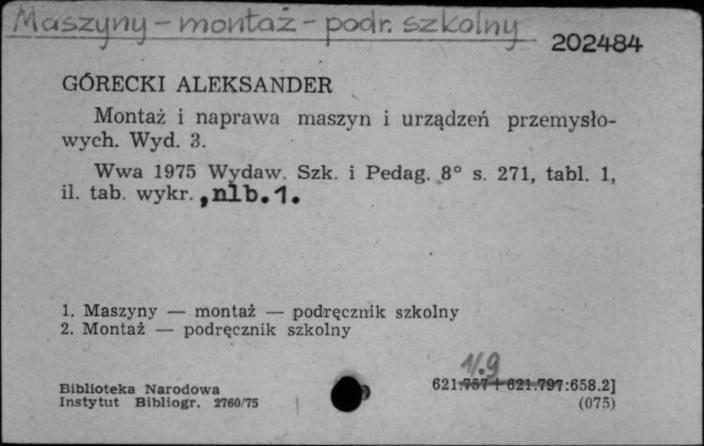 Maszyny – montaż – podr. szkolny
202484
GÓRECKI ALEKSANDER
Montaż i naprawa maszyn i urządzeń przemysło-
wych. Wyd. 3.
Wwa 1975 Wydaw. Szk. i Pedag. 8° s. 271, tabl. 1,
il. tab. wykr. , nlb. 1.
1. Maszyny — montaż — podręcznik szkolny
2. Montaż — podręcznik szkolny
1/.9
Biblioteka Narodowa
621.757+621.797:658.2]
Instytut Bibliogr. 2760/75
(075)